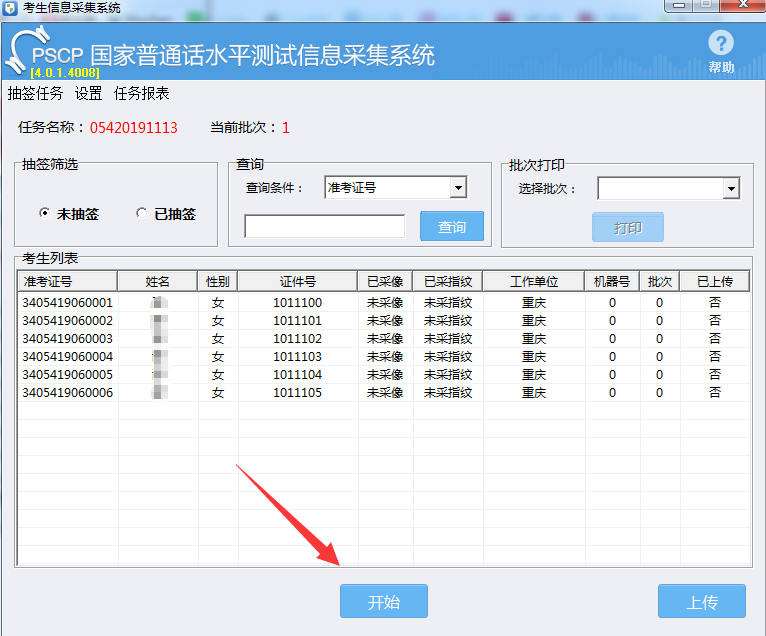 考生信息采集系统
PSCP 国家普通话水平测试信息采集系统
[4.0.1.4008]
帮助
抽签任务 设置 任务报表
任务名称： 05420191113 当前批次： 1
抽签筛选
未抽签 已抽签
查询
查询条件： 准考证号
查询
批次打印
选择批次：
打印
考生列表
准考证号 姓名 性别 证件号 已采像 已采指纹 工作单位 机器号 批次 已上传
3405419060001 女 1011100 未采像 未采指纹 重庆 0 0 否
3405419060002 女 1011101 未采像 未采指纹 重庆 0 0 否
3405419060003 女 1011102 未采像 未采指纹 重庆 0 0 否
3405419060004 女 1011103 未采像 未采指纹 重庆 0 0 否
3405419060005 女 1011104 未采像 未采指纹 重庆 0 0 否
3405419060006 女 1011105 未采像 未采指纹 重庆 0 0 否
开始 上传